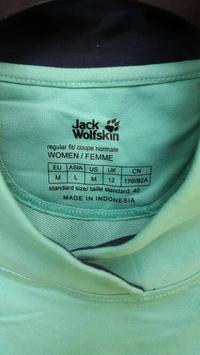 Jack
Wolfskin
regular fit/ coupe normale
WOMEN / FEMME
EU ASIA US UK CN
M L M 12 170/92A
standard size/ taille standard: 40
MADE IN INDONESIA